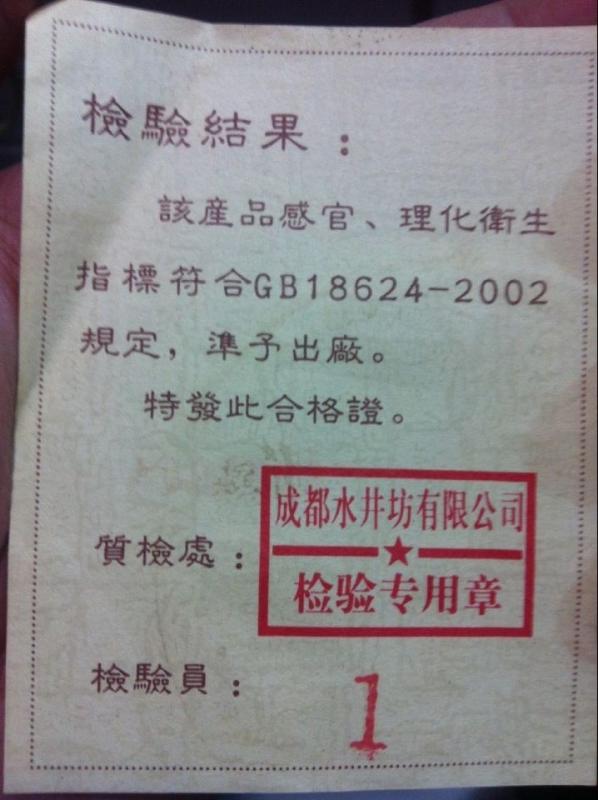 檢驗結果：
該産品感官、理化衛生
指標符合GB18624-2002
規定，準予出廠。
特發此合格證。
質檢處：
成都水井坊有限公司
★
检验专用章
檢驗員：
1